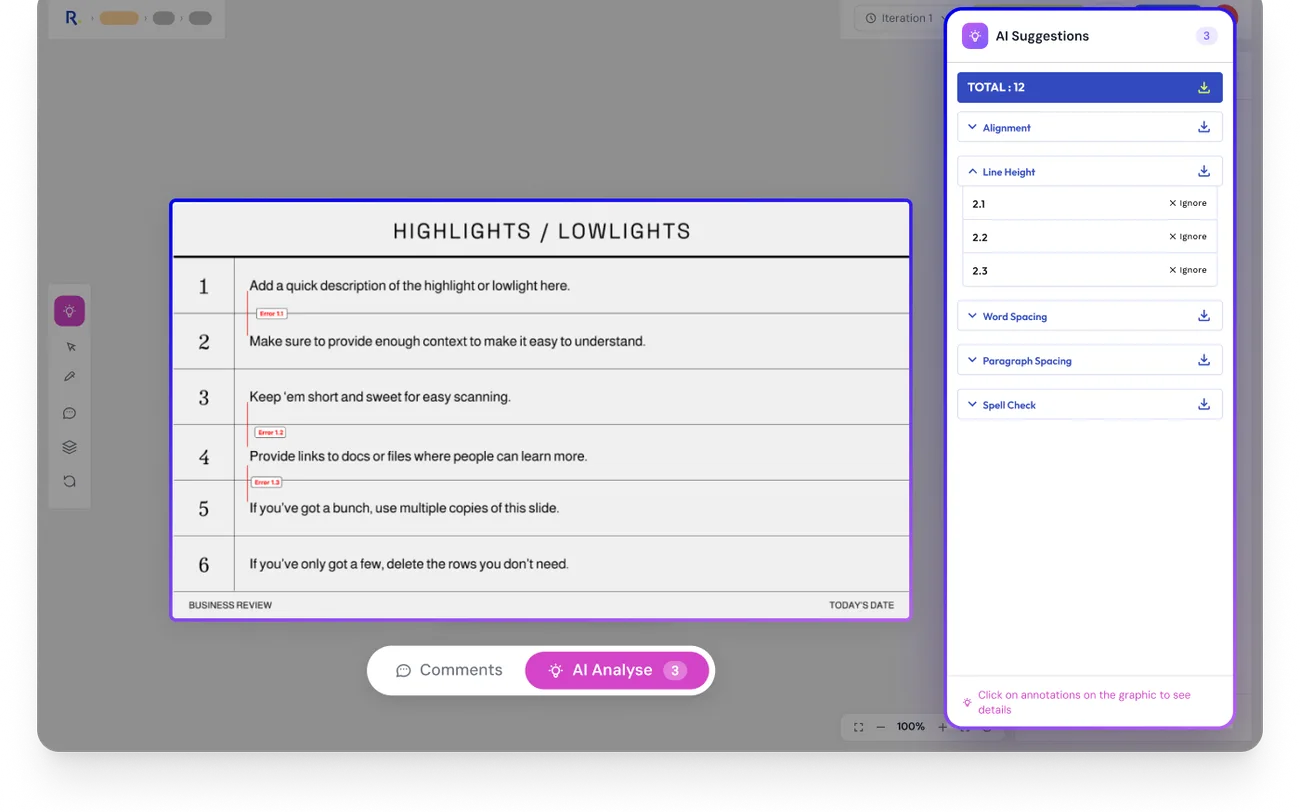 R
Iteration 1
AI Suggestions
3
TOTAL : 12
Alignment
Line Height
2.1
Ignore
2.2
Ignore
2.3
Ignore
Word Spacing
Paragraph Spacing
Spell Check
Click on annotations on the graphic to see
details
HIGHLIGHTS / LOWLIGHTS
1
Add a quick description of the highlight or lowlight here.
Error 1.1
2
Make sure to provide enough context to make it easy to understand.
3
Keep ‘em short and sweet for easy scanning.
Error 1.2
4
Provide links to docs or files where people can learn more.
Error 1.3
5
If you’ve got a bunch, use multiple copies of this slide.
6
If you’ve only got a few, delete the rows you don’t need.
BUSINESS REVIEW
TODAY’S DATE
Comments
AI Analyse
3
100%